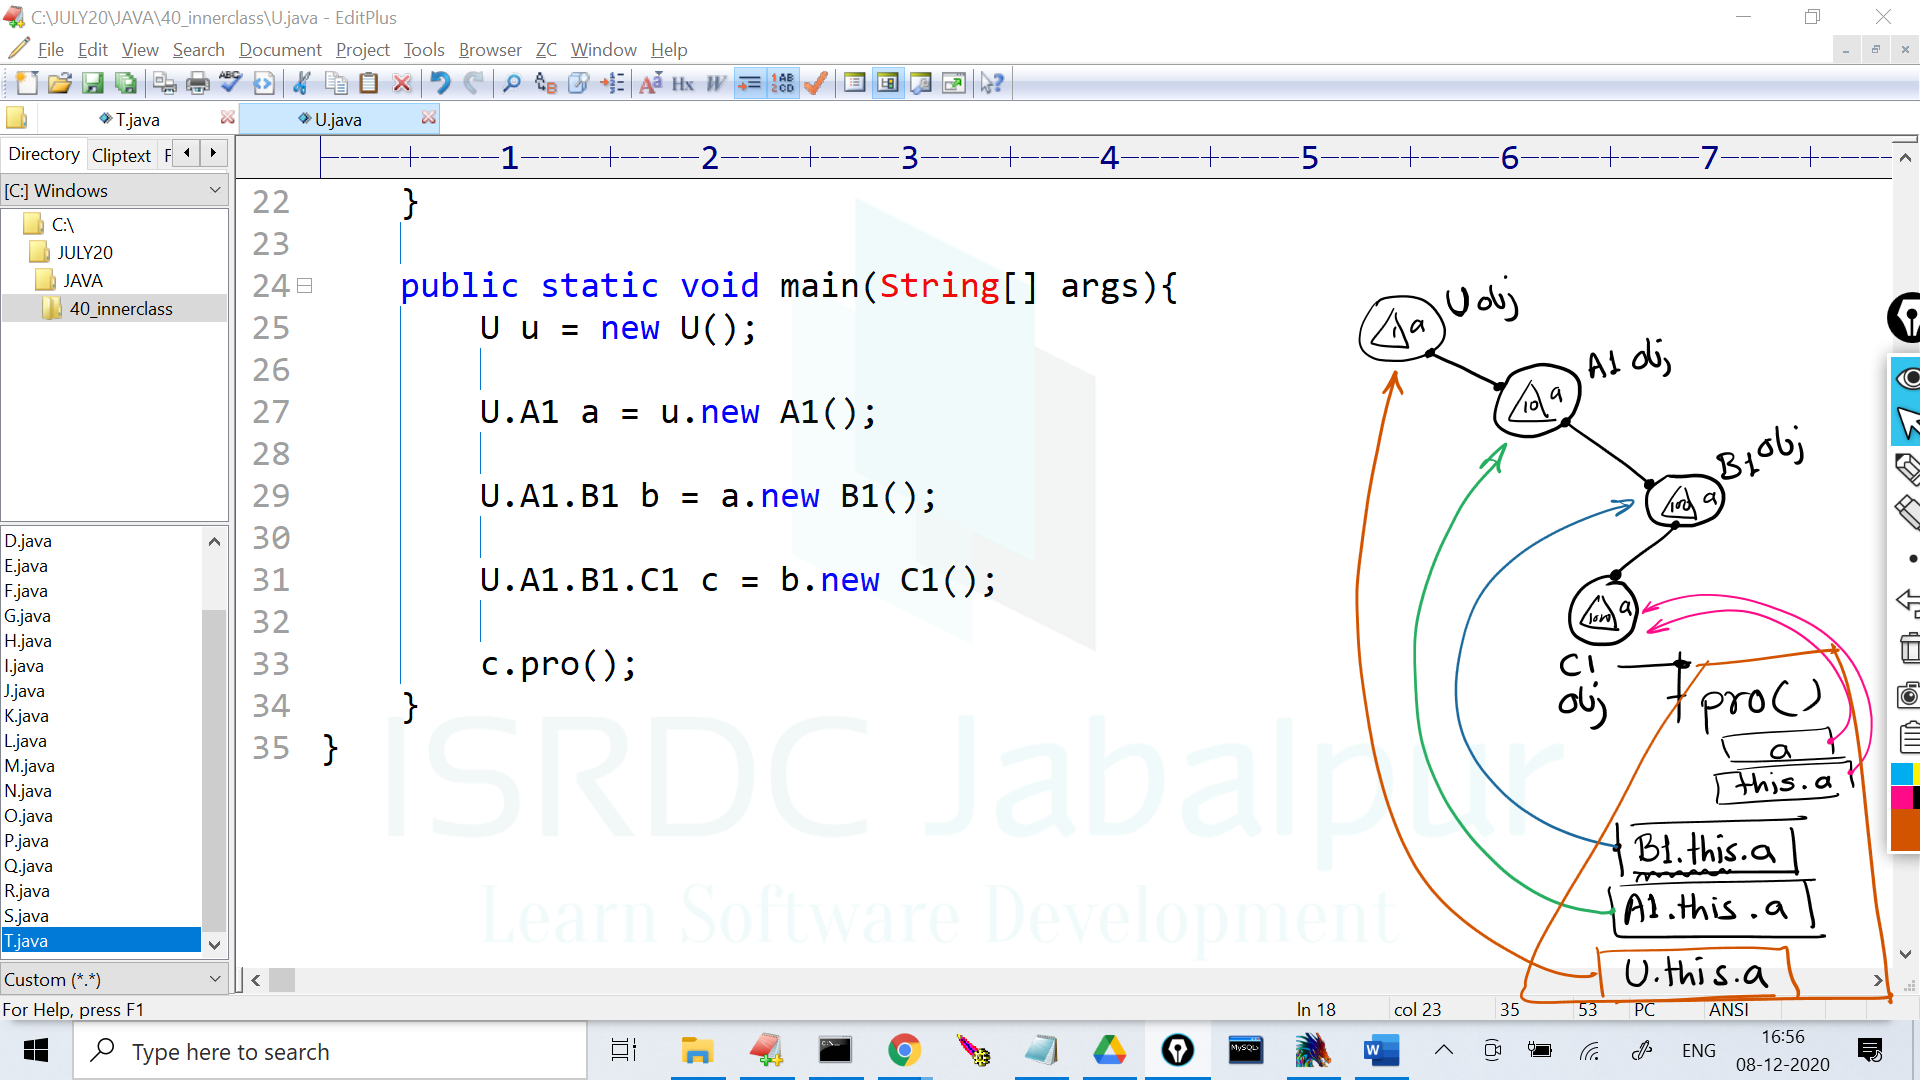 C:\JULY20\JAVA\40_innerclass\U.java - EditPlus
File Edit View Search Document Project Tools Browser ZC Window Help
T.java
U.java
Directory Cliptext F
[C:] Windows
C:\
JULY20
JAVA
40_innerclass
D.java
E.java
F.java
G.java
H.java
I.java
J.java
K.java
L.java
M.java
N.java
O.java
P.java
Q.java
R.java
S.java
T.java
Custom (*.*)
1 2 3 4 5 6 7
22 }
23
24 public static void main(String[] args){
25 U u = new U();
26
27 U.A1 a = u.new A1();
28
29 U.A1.B1 b = a.new B1();
30
31 U.A1.B1.C1 c = b.new C1();
32
33 c.pro();
34 }
35 }
ISRDC Jabalpur
Learn Software Development
1 a U obj
10 a A1 obj
100 a B1 obj
1000 a
C1 obj
pro()
a
this.a
B1.this.a
A1.this.a
U.this.a
For Help, press F1
ln 18 col 23 35 53 PC ANSI
Type here to search
MySQL
ENG
16:56
08-12-2020